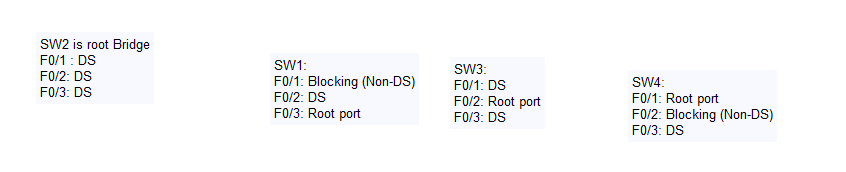 SW2 is root Bridge
F0/1 : DS
F0/2: DS
F0/3: DS
SW1:
F0/1: Blocking (Non-DS)
F0/2: DS
F0/3: Root port
SW3:
F0/1: DS
F0/2: Root port
F0/3: DS
SW4:
F0/1: Root port
F0/2: Blocking (Non-DS)
F0/3: DS